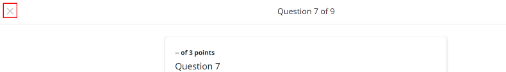 Question 7 of 9
-- of 3 points
Question 7